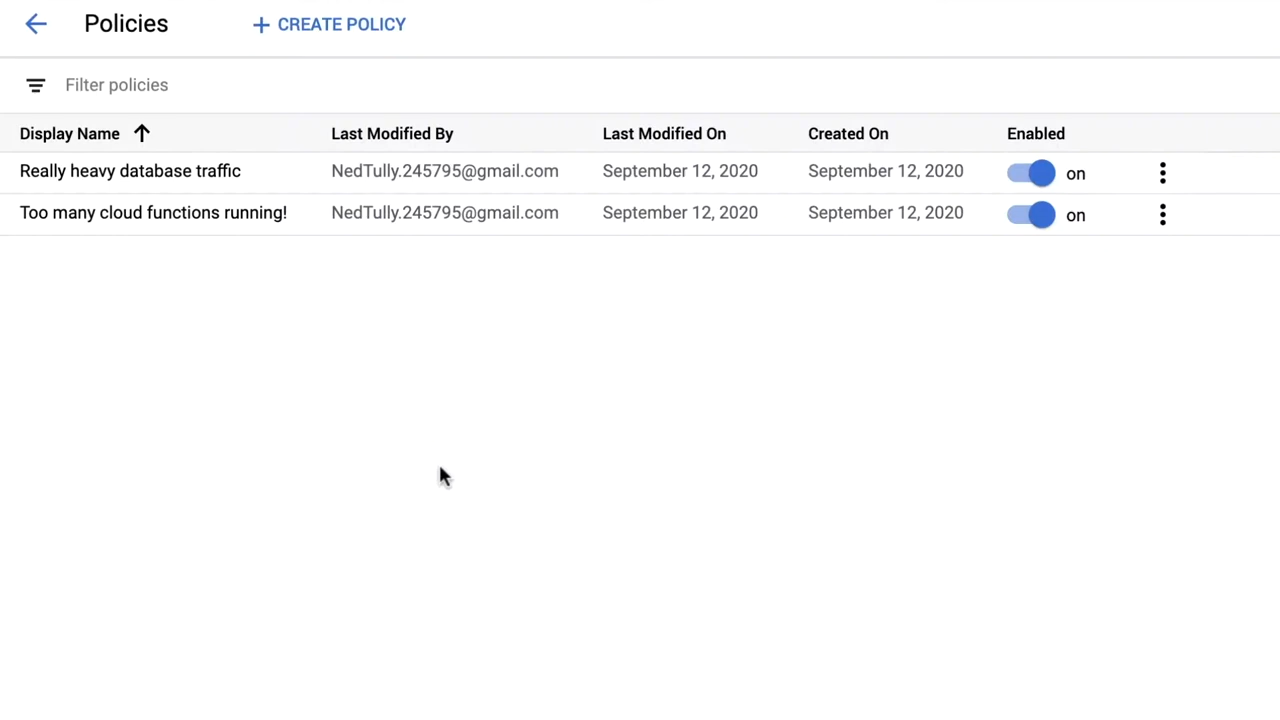 Policies + CREATE POLICY
Filter policies
Display Name Last Modified By Last Modified On Created On Enabled
Really heavy database traffic NedTully.245795@gmail.com September 12, 2020 September 12, 2020 on
Too many cloud functions running! NedTully.245795@gmail.com September 12, 2020 September 12, 2020 on